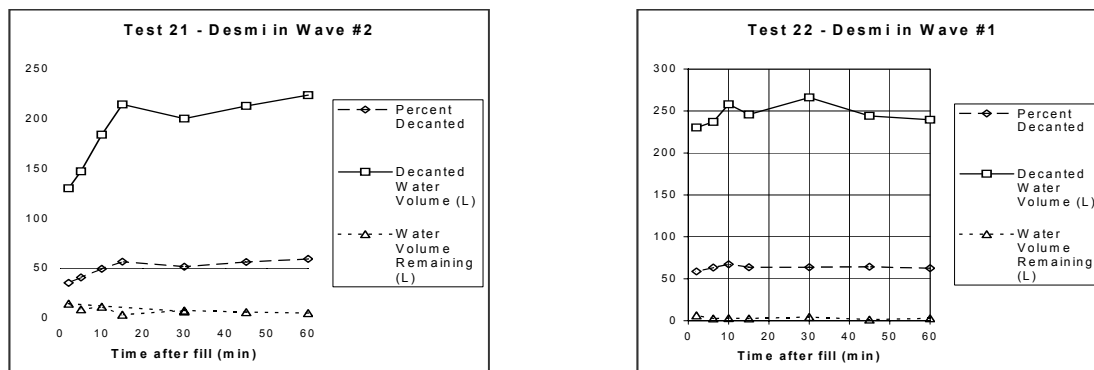 Test 21 - Desmi in Wave #2
250
200
150
100
50
0
0 10 20 30 40 50 60
Time after fill (min)
Percent
Decanted
Decanted
Water
Volume (L)
Water
Volume
Remaining
(L)
Test 22 - Desmi in Wave #1
300
250
200
150
100
50
0
0 10 20 30 40 50 60
Time after fill (min)
Percent
Decanted
Decanted
Water
Volume (L)
Water
Volume
Remaining
(L)